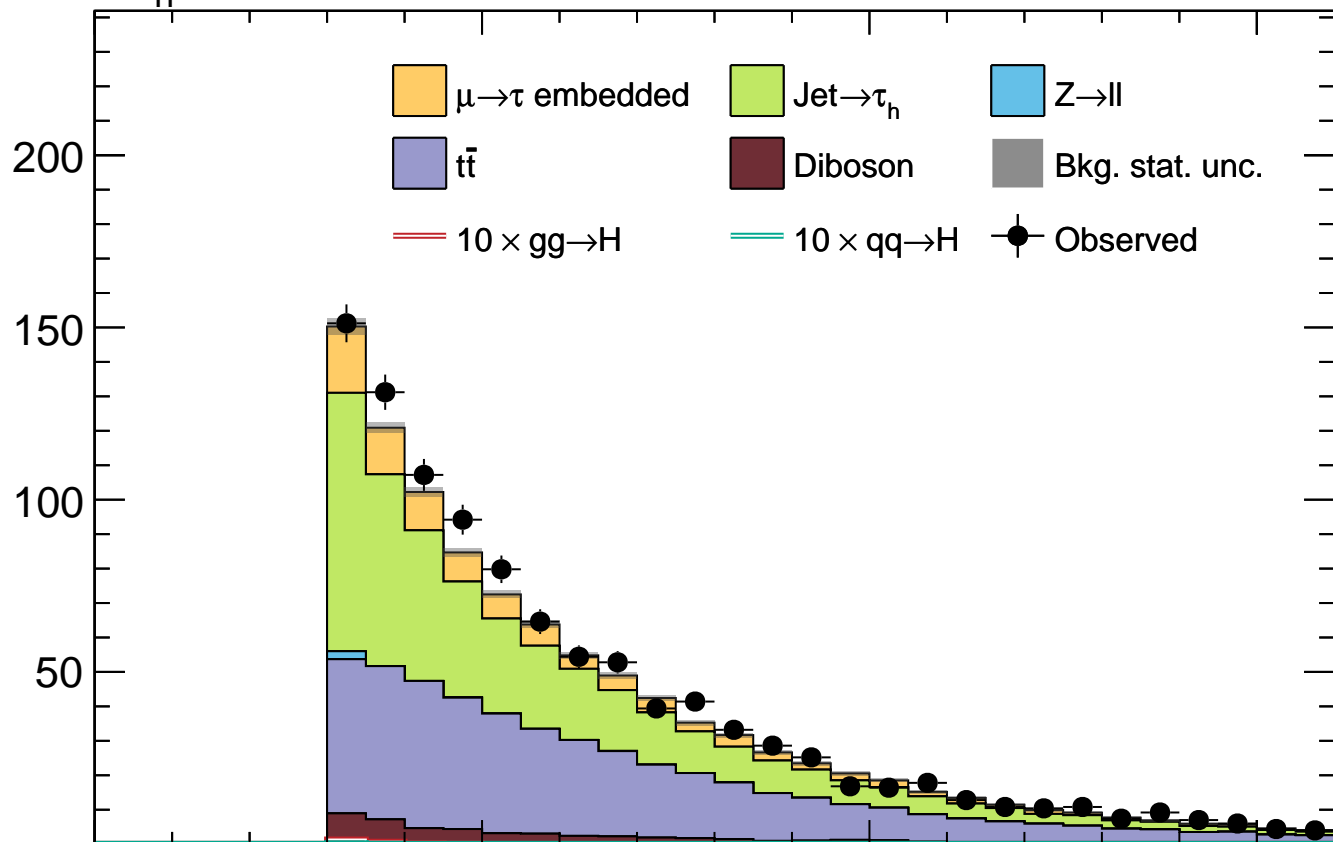 μ→τ embedded Jet→τh Z→ll
tt̄ Diboson Bkg. stat. unc.
10 × gg→H 10 × qq→H Observed
200
150
100
50